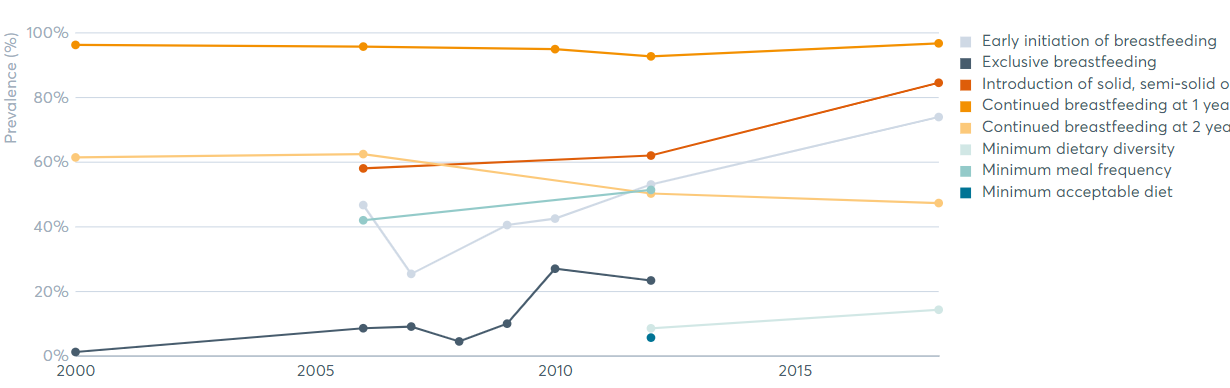 Prevalence (%)
100%
80%
60%
40%
20%
0%
2000
2005
2010
2015
Early initiation of breastfeeding
Exclusive breastfeeding
Introduction of solid, semi-solid o
Continued breastfeeding at 1 yea
Continued breastfeeding at 2 yea
Minimum dietary diversity
Minimum meal frequency
Minimum acceptable diet